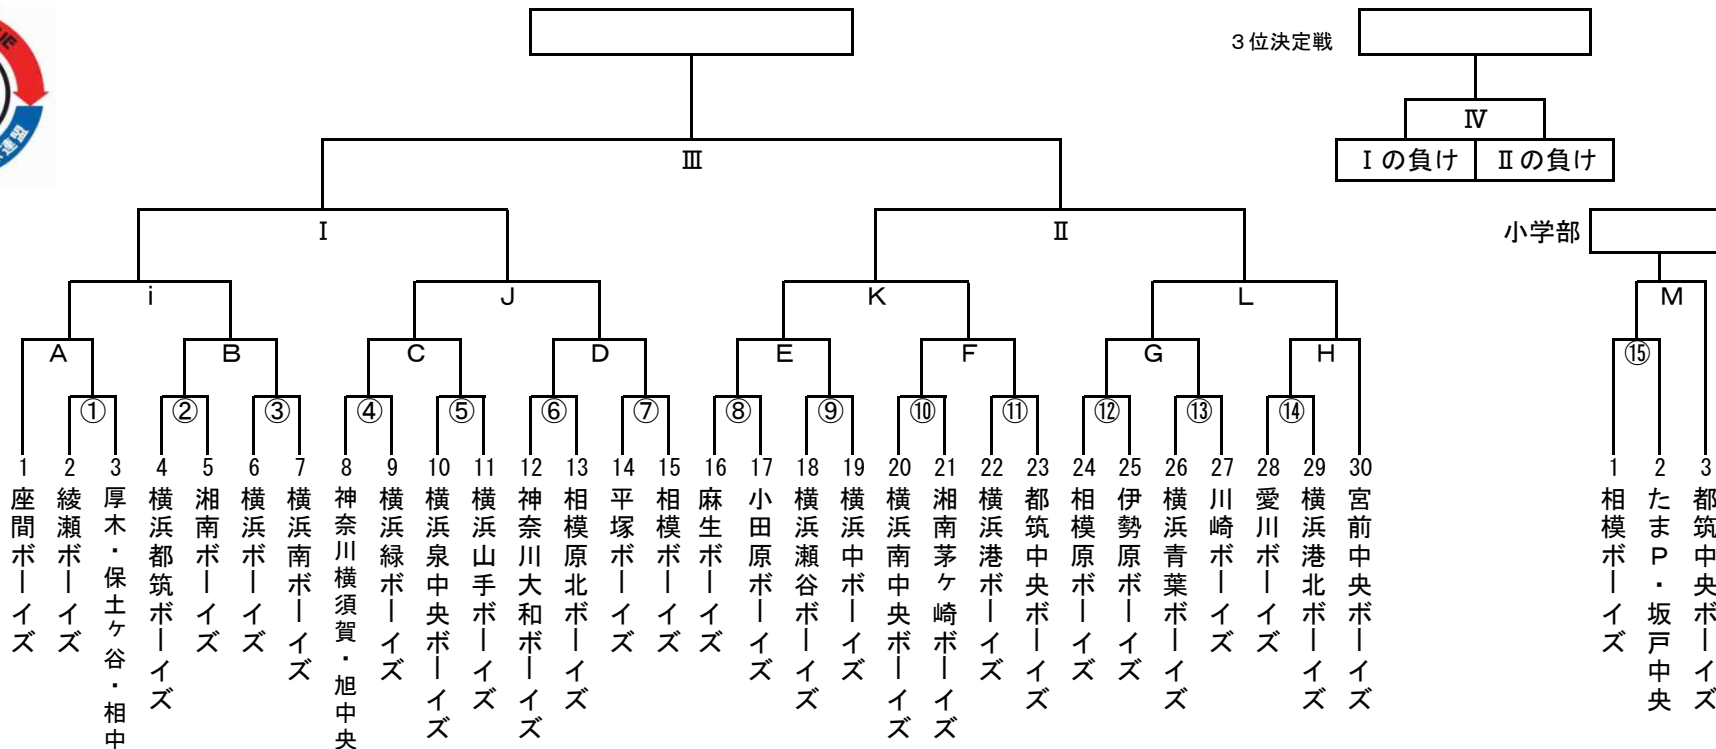 ３位決定戦
Ⅳ
Ⅰの負け Ⅱの負け
Ⅲ
Ⅰ
Ⅱ
小学部
i
J
K
L
M
A
B
C
D
E
F
G
H
⑮
①
②
③
④
⑤
⑥
⑦
⑧
⑨
⑩
⑪
⑫
⑬
⑭
1 座間ボーイズ
2 綾瀬ボーイズ
3 厚木・保土ヶ谷・相中
4 横浜都筑ボーイズ
5 湘南ボーイズ
6 横浜ボーイズ
7 横浜南ボーイズ
8 神奈川横須賀・旭中央
9 横浜緑ボーイズ
10 横浜泉中央ボーイズ
11 横浜山手ボーイズ
12 神奈川大和ボーイズ
13 相模原北ボーイズ
14 平塚ボーイズ
15 相模ボーイズ
16 麻生ボーイズ
17 小田原ボーイズ
18 横浜瀬谷ボーイズ
19 横浜中ボーイズ
20 横浜南中央ボーイズ
21 湘南茅ケ崎ボーイズ
22 横浜港ボーイズ
23 都筑中央ボーイズ
24 相模原ボーイズ
25 伊勢原ボーイズ
26 横浜青葉ボーイズ
27 川崎ボーイズ
28 愛川ボーイズ
29 横浜港北ボーイズ
30 宮前中央ボーイズ
1 相模ボーイズ
2 たまP・坂戸中央
3 都筑中央ボーイズ